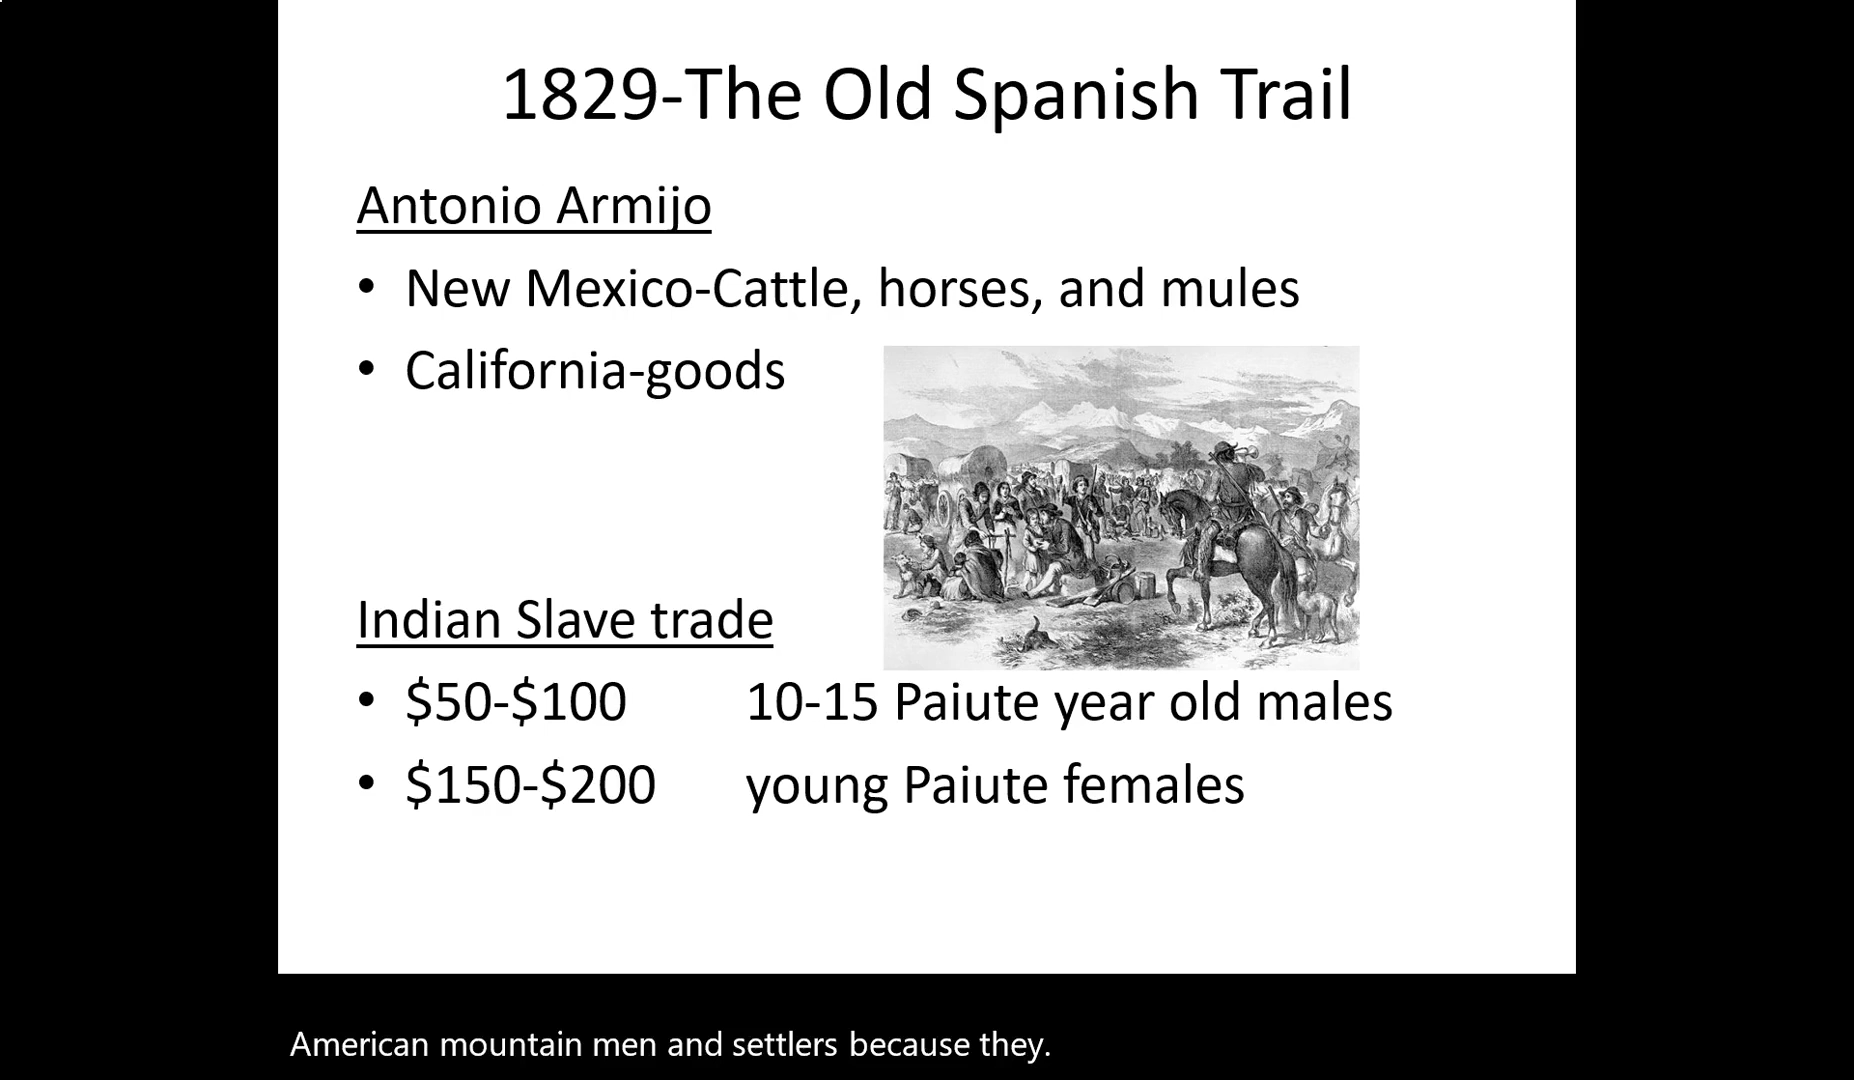 1829-The Old Spanish Trail
Antonio Armijo
• New Mexico-Cattle, horses, and mules
• California-goods
Indian Slave trade
• $50-$100 10-15 Paiute year old males
• $150-$200 young Paiute females
American mountain men and settlers because they.